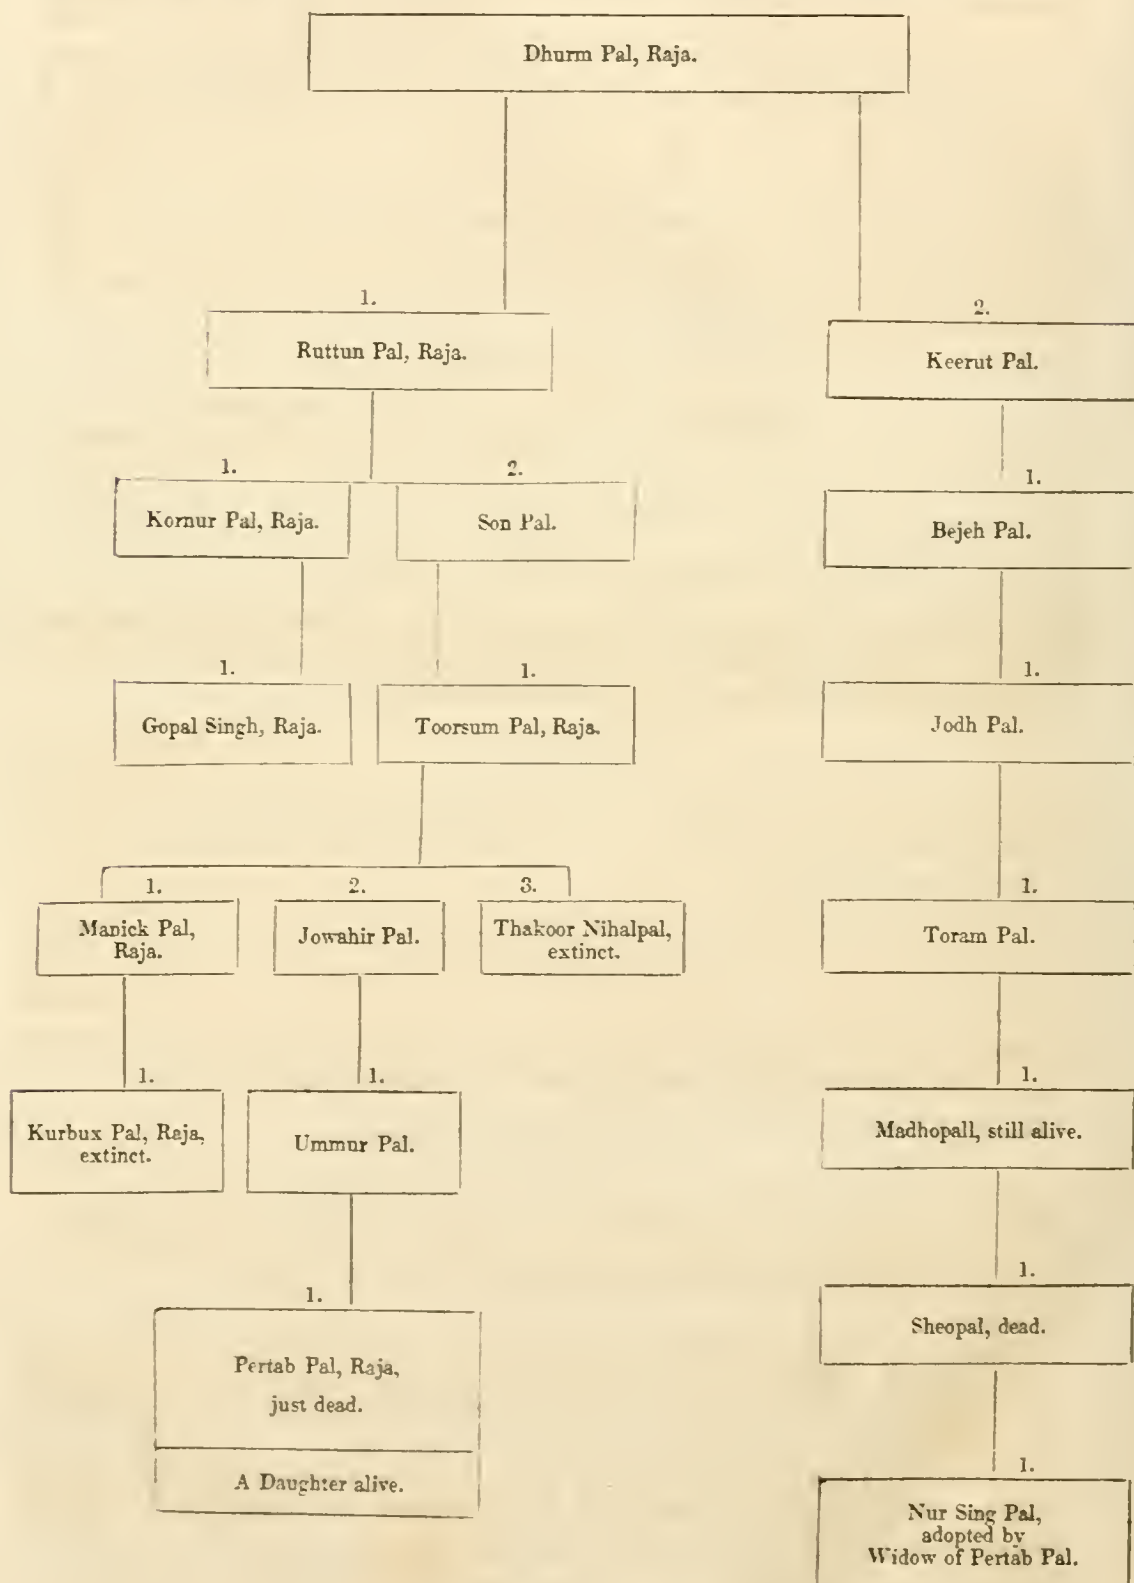 Dhurm Pal, Raja.
1.
Ruttun Pal, Raja.
2.
Keerut Pal.
1.
Kornur Pal, Raja.
2.
Son Pal.
1.
Bejeh Pal.
1.
Gopal Singh, Raja.
1.
Toorsum Pal, Raja.
1.
Jodh Pal.
1.
Manick Pal,
Raja.
2.
Jowahir Pal.
3.
Thakoor Nihalpal,
extinct.
1.
Toram Pal.
1.
Kurbux Pal, Raja,
extinct.
1.
Ummur Pal.
1.
Madhopall, still alive.
1.
Pertab Pal, Raja,
just dead.
A Daughter alive.
1.
Sheopal, dead.
1.
Nur Sing Pal,
adopted by
Widow of Pertab Pal.